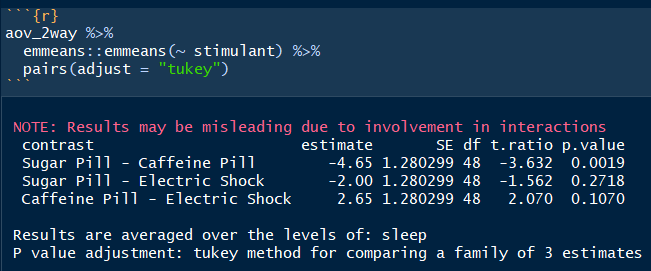 ```{r}
aov_2way %>%
  emmeans::emmeans(~ stimulant) %>%
  pairs(adjust = "tukey")
```
NOTE: Results may be misleading due to involvement in interactions
 contrast                      estimate       SE df t.ratio p.value
 Sugar Pill - Caffeine Pill       -4.65 1.280299 48  -3.632  0.0019
 Sugar Pill - Electric Shock      -2.00 1.280299 48  -1.562  0.2718
 Caffeine Pill - Electric Shock    2.65 1.280299 48   2.070  0.1070
Results are averaged over the levels of: sleep
P value adjustment: tukey method for comparing a family of 3 estimates